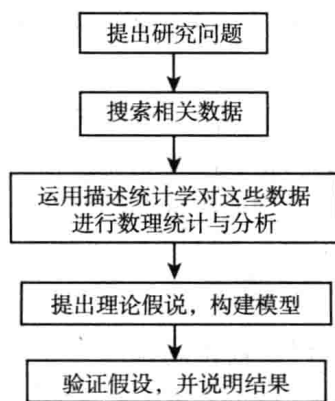 提出研究问题
搜索相关数据
运用描述统计学对这些数据
进行数理统计与分析
提出理论假说，构建模型
验证假设，并说明结果